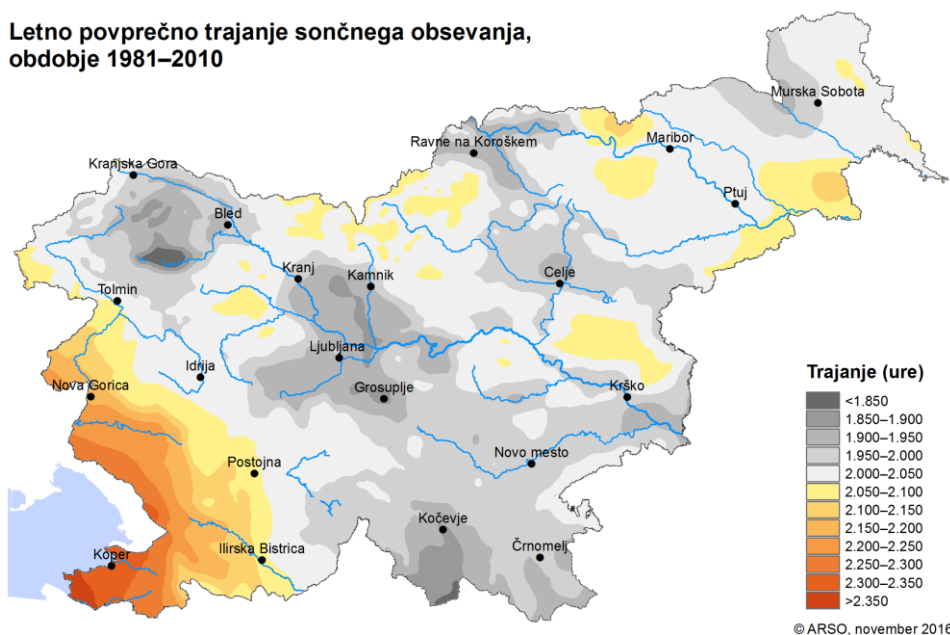 Letno povprečno trajanje sončnega obsevanja,
obdobje 1981–2010
Murska Sobota
Ravne na Koroškem
Maribor
Kranjska Gora
Ptuj
Bled
Kranj
Kamnik
Celje
Tolmin
Ljubljana
Idrija
Nova Gorica
Grosuplje
Krško
Postojna
Novo mesto
Kočevje
Črnomelj
Koper
Ilirska Bistrica
Trajanje (ure)
<1.850
1.850–1.900
1.900–1.950
1.950–2.000
2.000–2.050
2.050–2.100
2.100–2.150
2.150–2.200
2.200–2.250
2.250–2.300
2.300–2.350
>2.350
© ARSO, november 2016